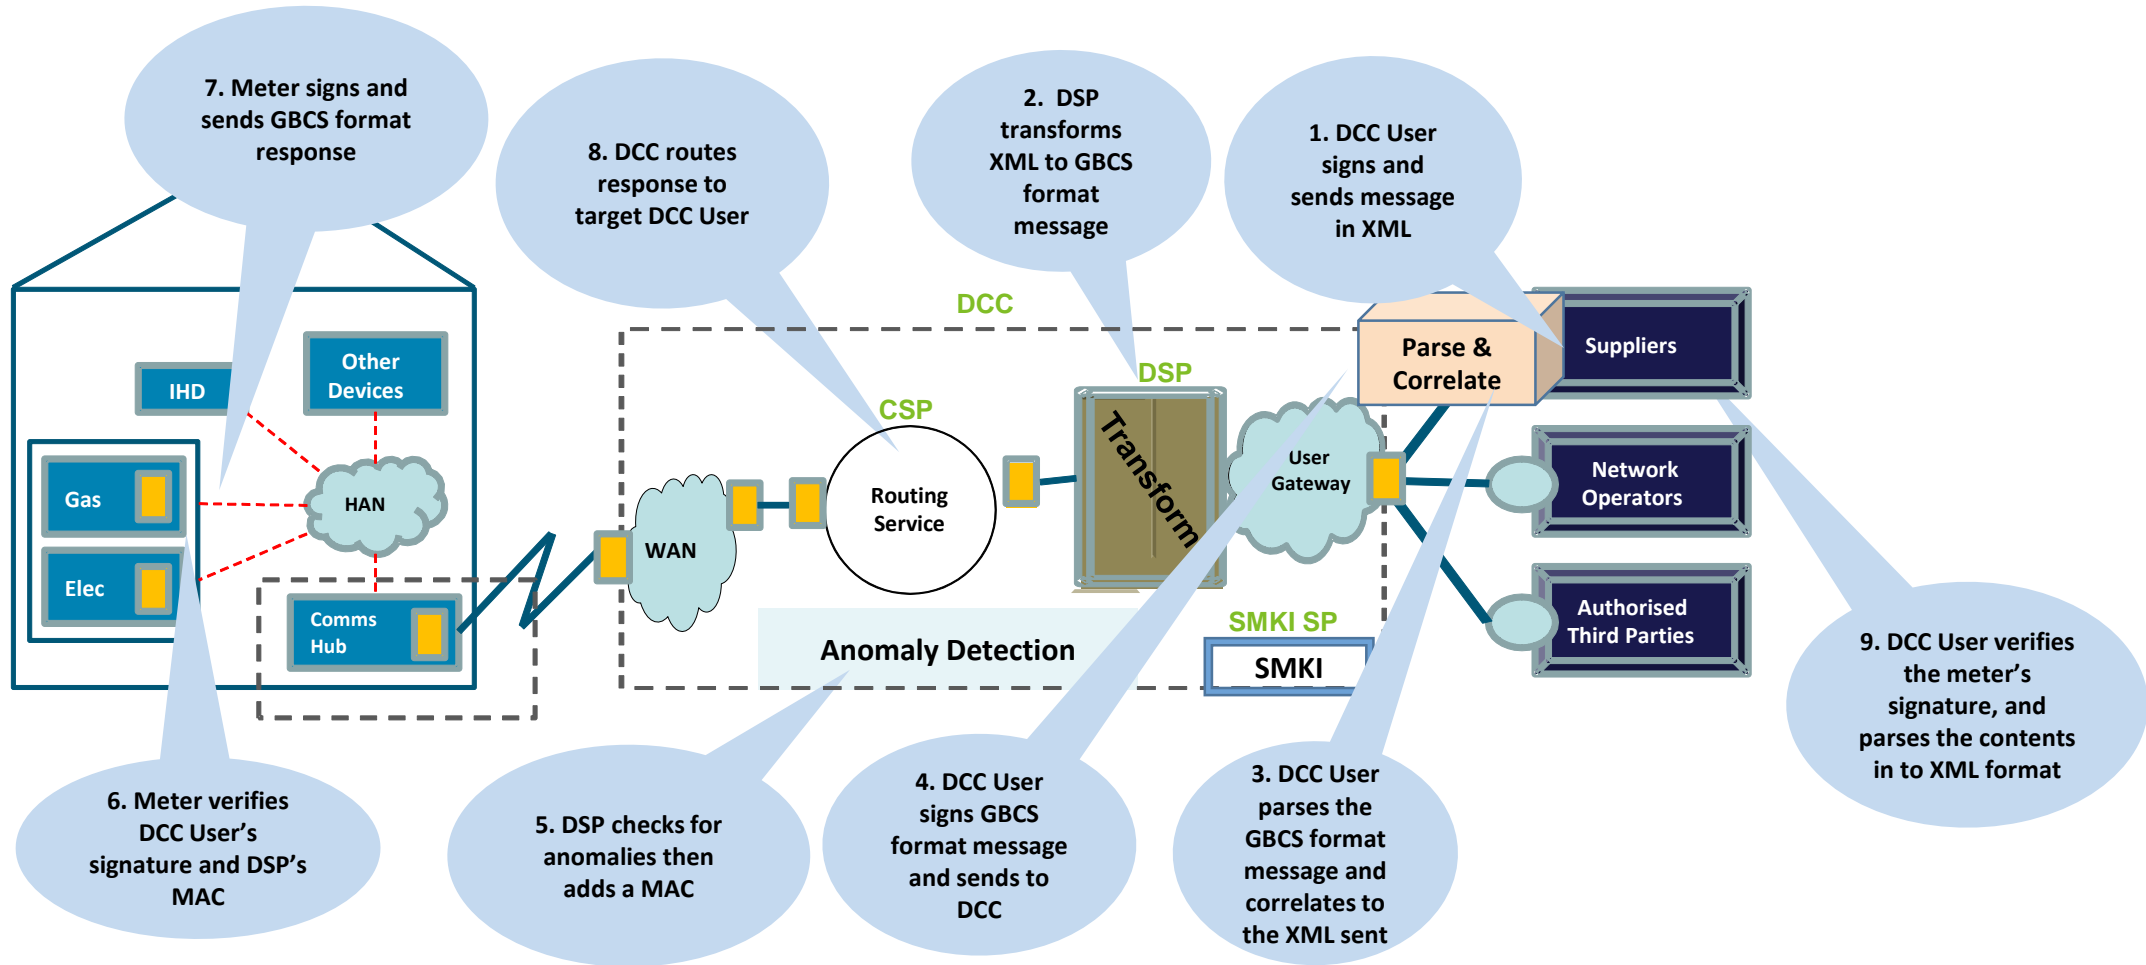 7. Meter signs and
sends GBCS format
response
8. DCC routes
response to
target DCC User
2.  DSP
transforms
XML to GBCS
format
message
1. DCC User
signs and
sends message
in XML
DCC
Parse &
Correlate
Suppliers
Other
Devices
IHD
DSP
CSP
Transform
User
Gateway
Network
Operators
Gas
HAN
Routing
Service
WAN
Elec
Comms
Hub
Authorised
Third Parties
SMKI SP
SMKI
Anomaly Detection
9. DCC User verifies
the meter’s
signature, and
parses the contents
in to XML format
6. Meter verifies
DCC User’s
signature and DSP’s
MAC
5. DSP checks for
anomalies then
adds a MAC
4. DCC User
signs GBCS
format message
and sends to
DCC
3. DCC User
parses the
GBCS format
message and
correlates to
the XML sent